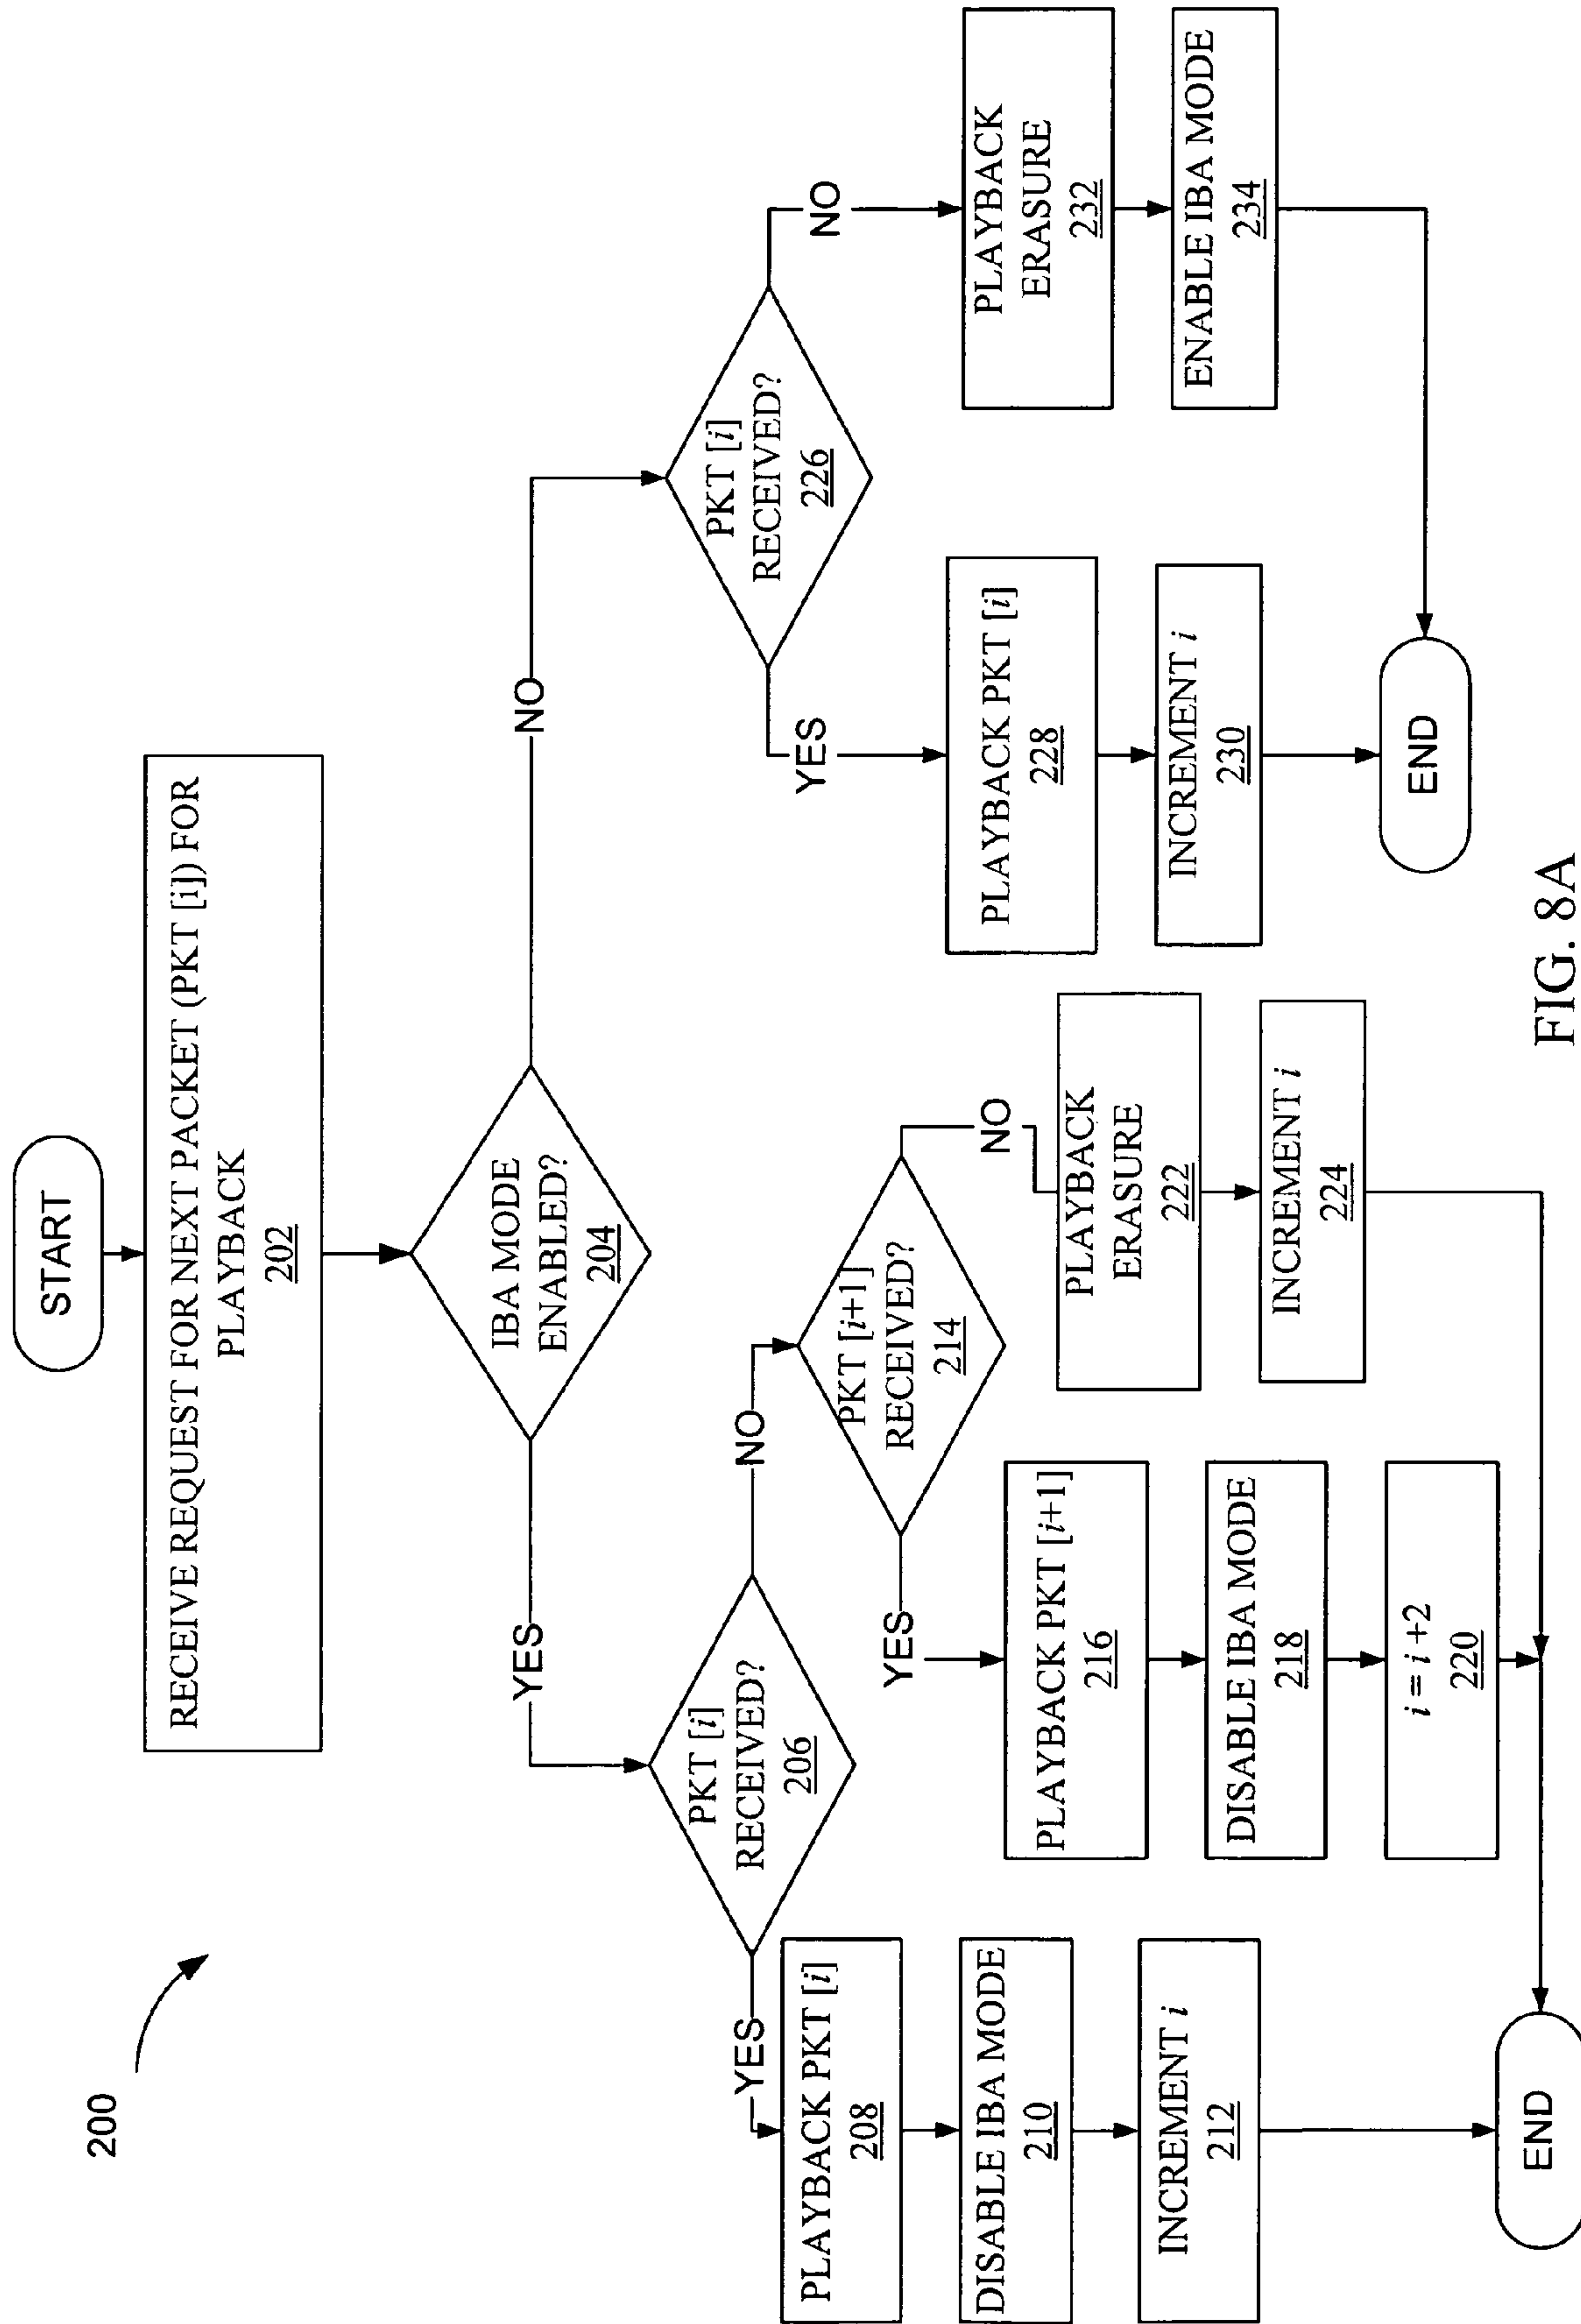 200
START
RECEIVE REQUEST FOR NEXT PACKET (PKT [i]) FOR
PLAYBACK
202
IBA MODE
ENABLED?
204
YES
NO
PKT [i]
RECEIVED?
206
YES
NO
PLAYBACK PKT [i]
208
DISABLE IBA MODE
210
INCREMENT i
212
PKT [i+1]
RECEIVED?
214
YES
NO
PLAYBACK PKT [i+1]
216
DISABLE IBA MODE
218
i = i +2
220
PLAYBACK
ERASURE
222
INCREMENT i
224
END
PKT [i]
RECEIVED?
226
YES
NO
PLAYBACK PKT [i]
228
INCREMENT i
230
PLAYBACK
ERASURE
232
ENABLE IBA MODE
234
END
FIG. 8A